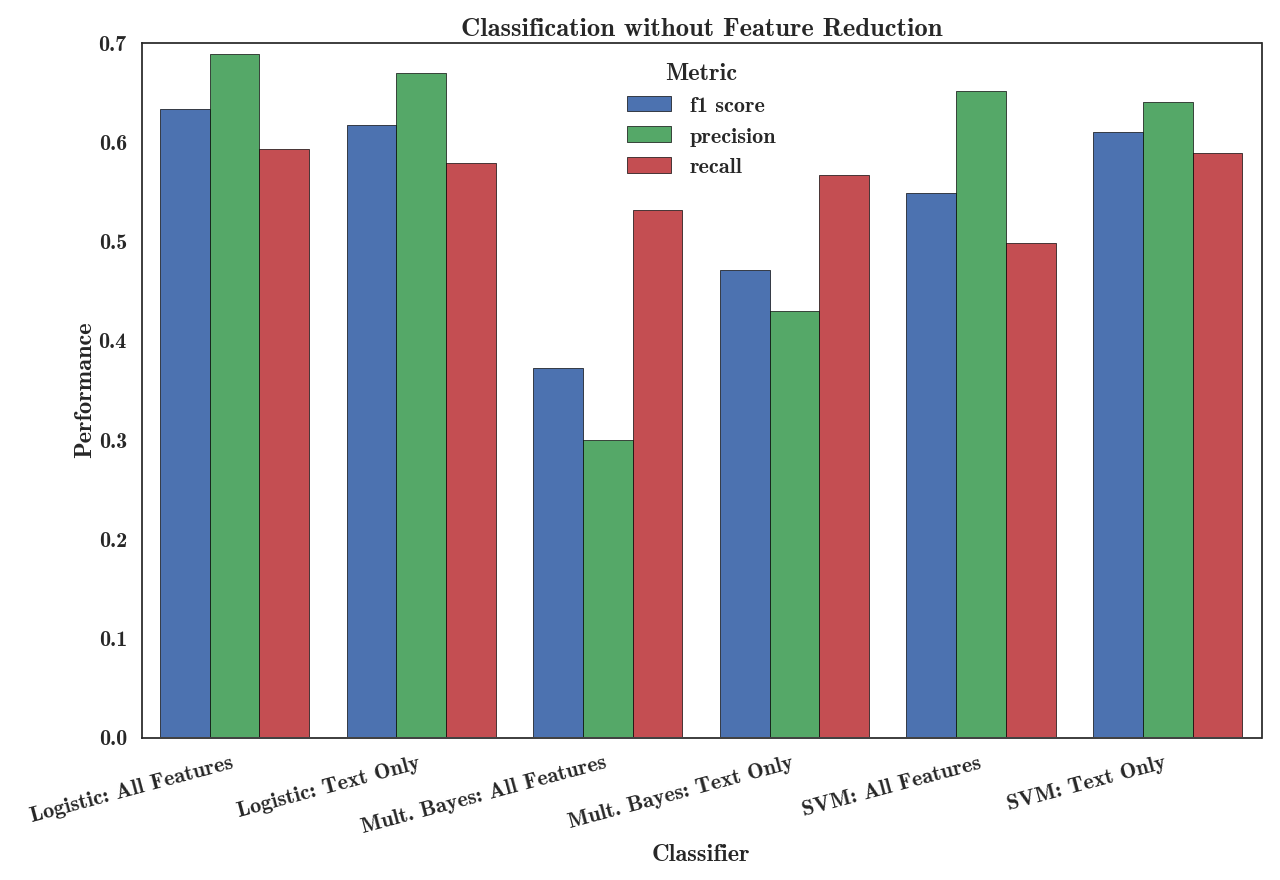 Classification without Feature Reduction
0.7
0.6
0.5
0.4
0.3
0.2
0.1
0.0
Performance
Metric
f1 score
precision
recall
Logistic: All Features
Logistic: Text Only
Mult. Bayes: All Features
Mult. Bayes: Text Only
SVM: All Features
SVM: Text Only
Classifier